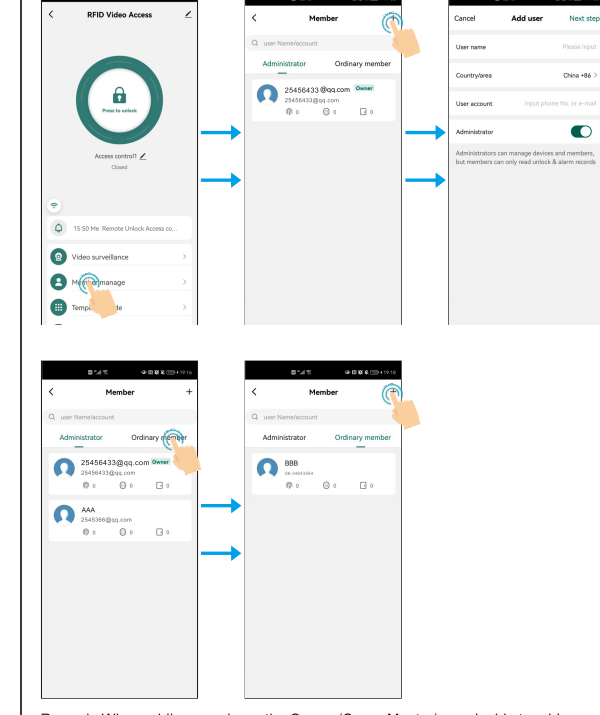 RFID Video Access
Press to unlock
Access control1
Closed
15:50 Me Remote Unlock Access co...
Video surveillance
Member manage
Member
+
user Name/account
Administrator Ordinary member
25456433@qq.com Owner
25456433@qq.com
0 0 0
Cancel Add user Next step
User name Please input
Country/area China +86 >
User account Input phone No. or e-mail
Administrator
Administrators can manage devices and members,
but members can only read unlock & alarm records
19:16
Member +
user Name/account
Administrator Ordinary member
25456433@qq.com Owner
25456433@qq.com
0 0 0
AAA
2545366@qq.com
0 0 0
19:18
Member +
user Name/account
Administrator Ordinary member
BBB
0 0 0